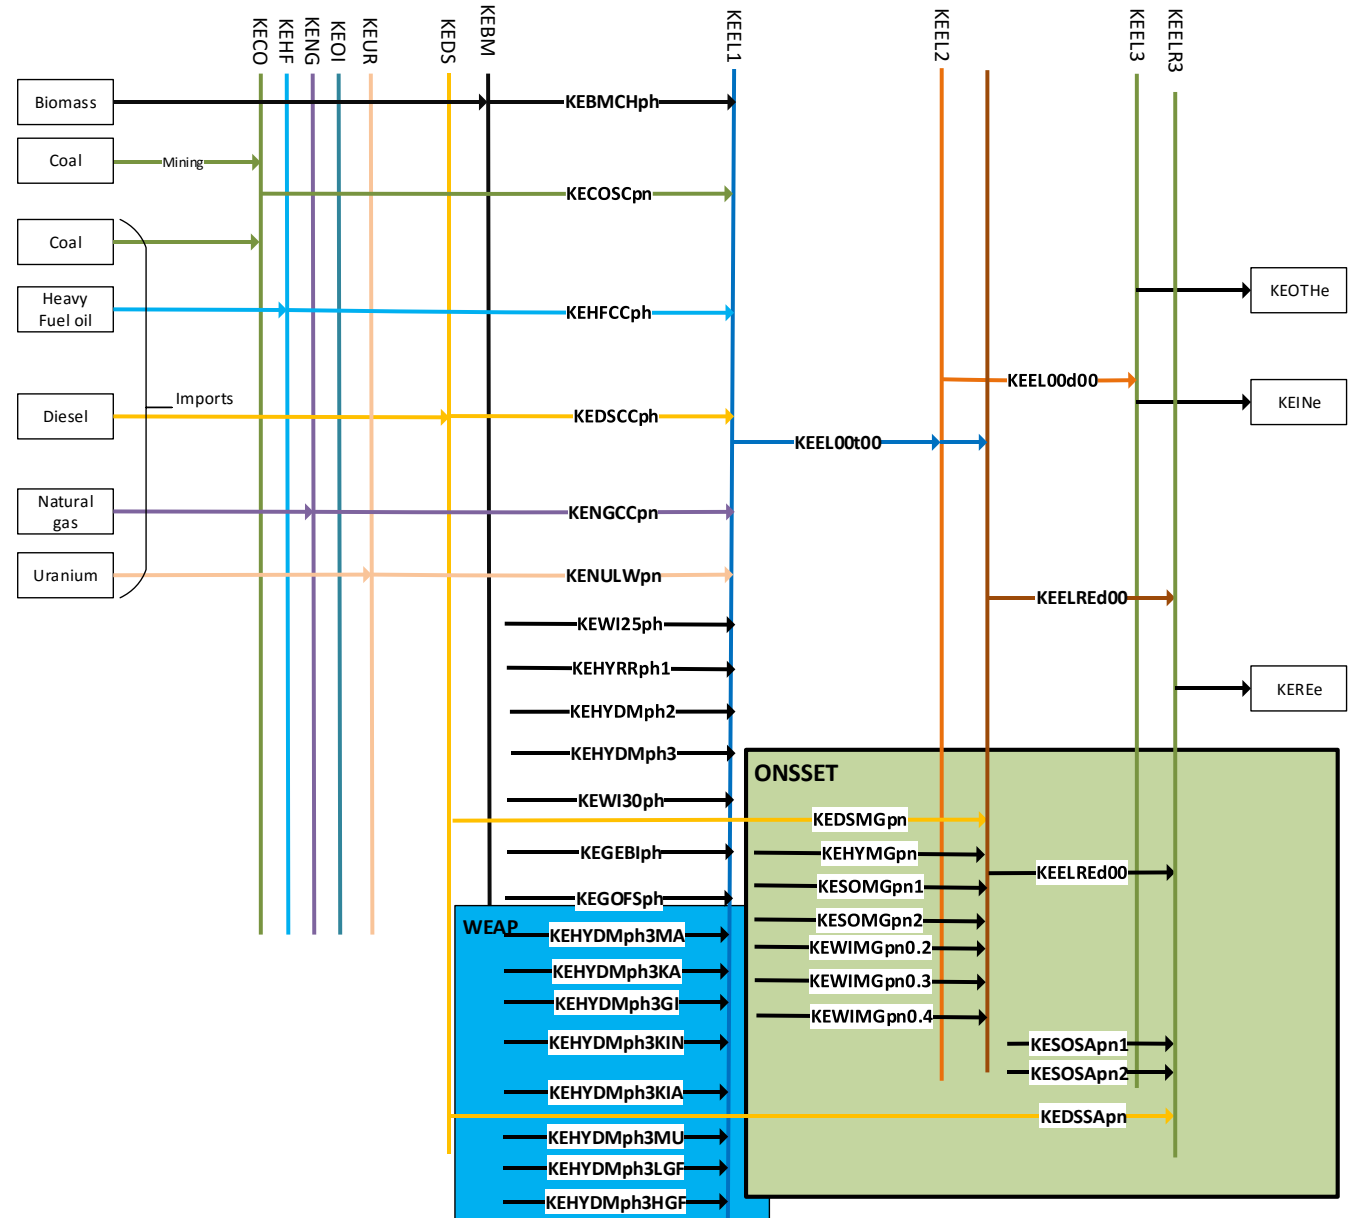 KECO
KEHF
KENG
KEOI
KEUR
KEDS
KEBM
KEEL1
KEEL2
KEEL3
KEELR3
Biomass
KEBMCHph
Coal
Mining
KECOSCpn
Coal
Heavy
Fuel oil
KEHFCCph
KEOTHe
KEEL00d00
KEINe
Imports
Diesel
KEDSCCph
KEEL00t00
Natural
gas
KENGCCpn
Uranium
KENULWpn
KEELREd00
KEWI25ph
KEHYRRph1
KEREe
KEHYDMph2
KEHYDMph3
ONSSET
KEWI30ph
KEDSMGpn
KEGEBIph
KEHYMGpn
KEELREd00
KESOMGpn1
KEGOFSph
KESOMGpn2
WEAP
KEHYDMph3MA
KEWIMGpn0.2
KEHYDMph3KA
KEWIMGpn0.3
KEHYDMph3GI
KEWIMGpn0.4
KEHYDMph3KIN
KESOSApn1
KESOSApn2
KEHYDMph3KIA
KEDSSApn
KEHYDMph3MU
KEHYDMph3LGF
KEHYDMph3HGF